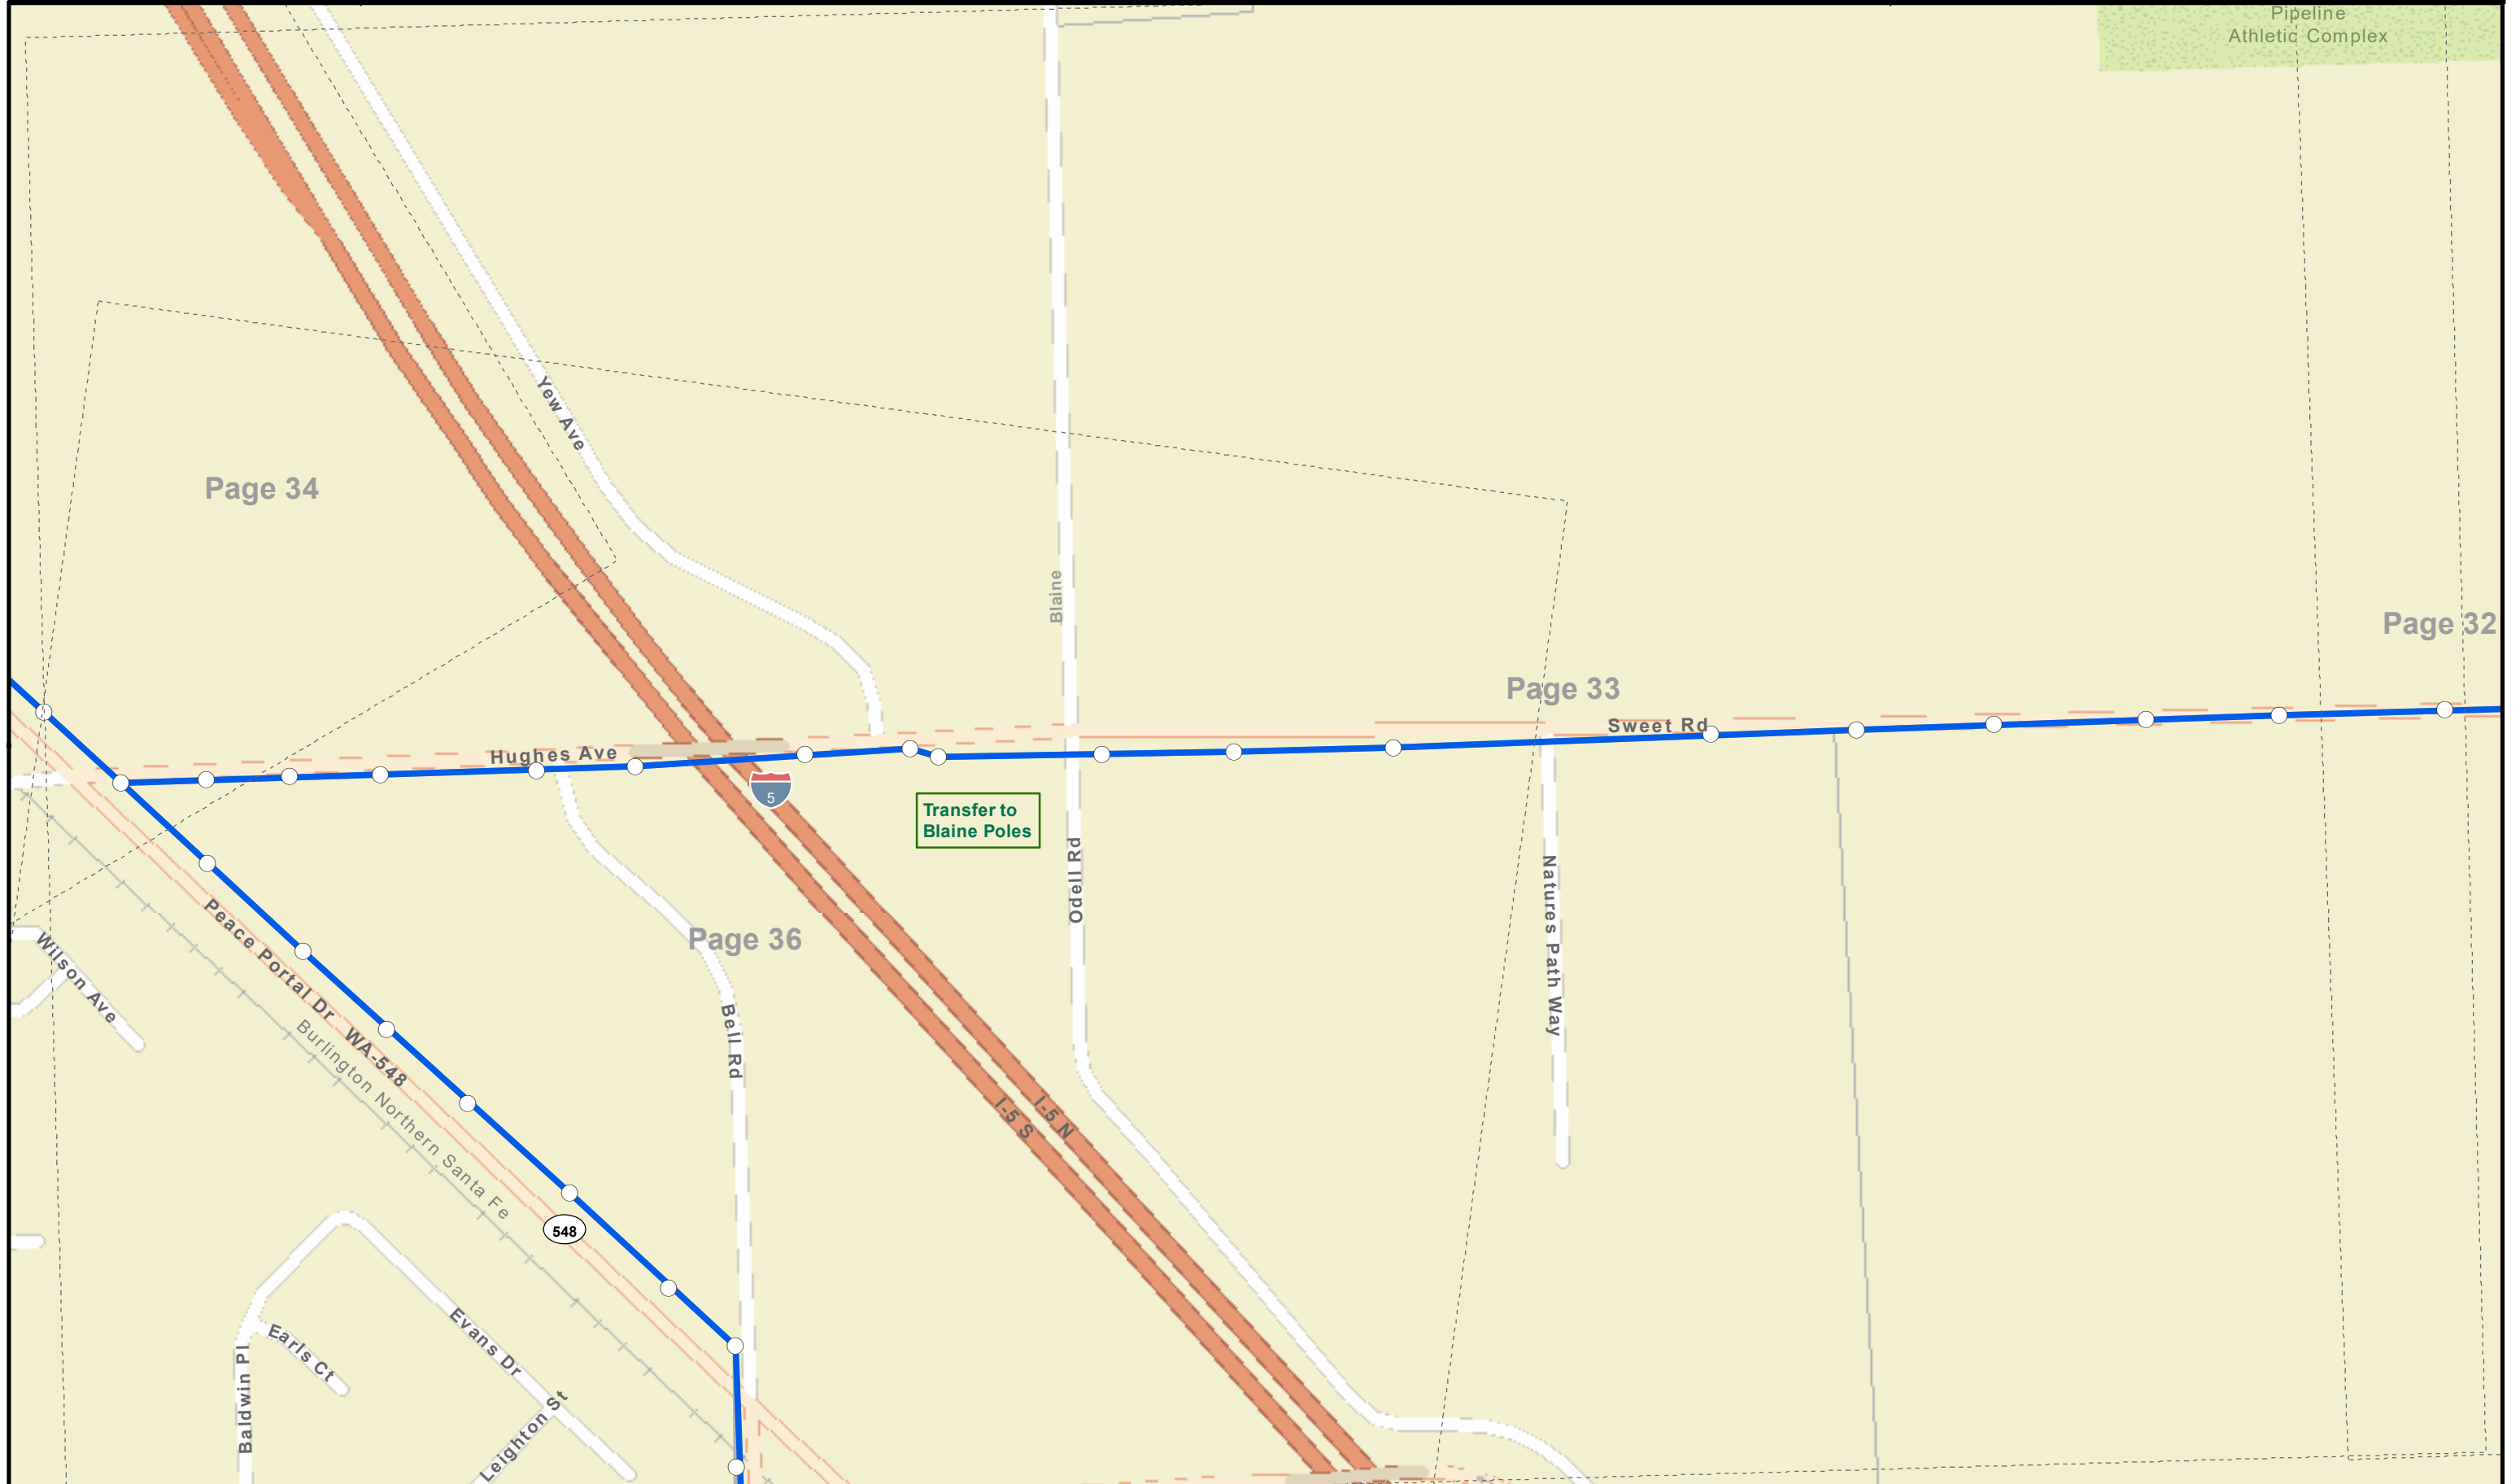 Pipeline
Athletic Complex
Yew Ave
Page 34
Blaine
Page 32
Page 33
Sweet Rd
Hughes Ave
5
Transfer to
Blaine Poles
Odell Rd
Natures Path Way
Page 36
Peace Portal Dr WA-548
Wilson Ave
Burlington Northern Santa Fe
Bell Rd
I-5 S
I-5 N
548
Evans Dr
Earls Ct
Baldwin Pl
Leighton St